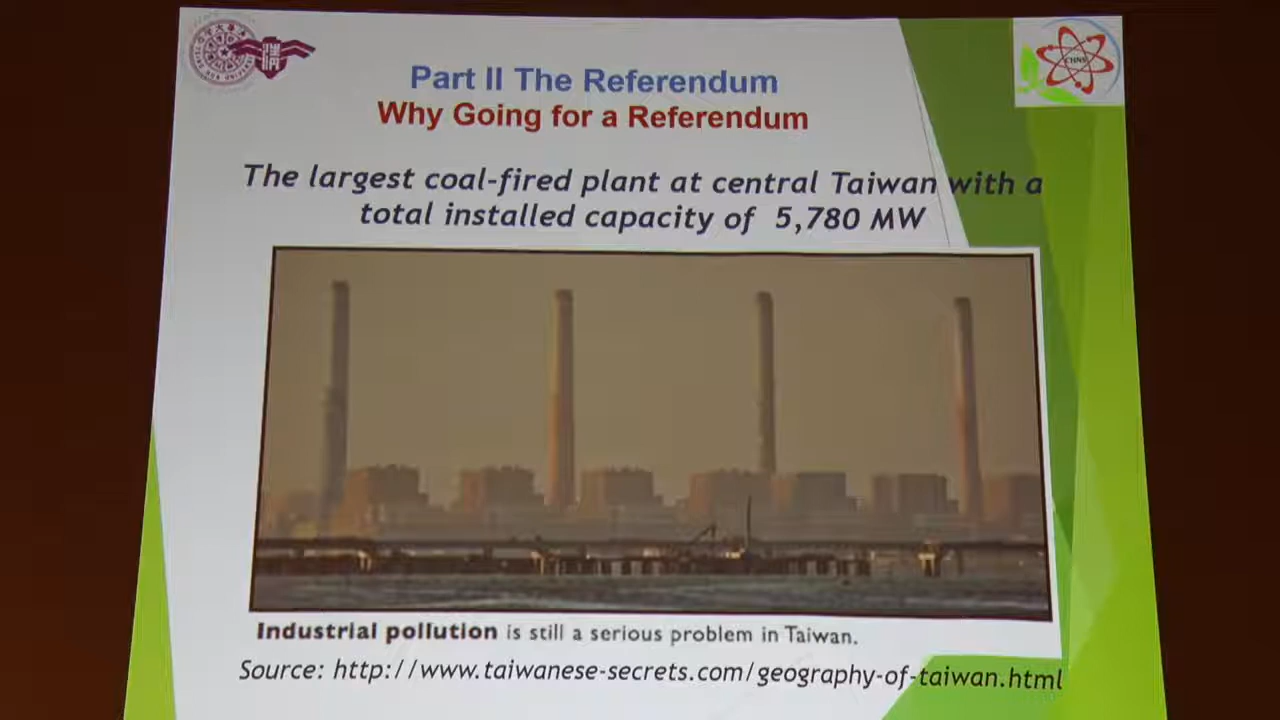 Part II The Referendum
Why Going for a Referendum
The largest coal-fired plant at central Taiwan with a
total installed capacity of 5,780 MW
Industrial pollution is still a serious problem in Taiwan.
Source: http://www.taiwanese-secrets.com/geography-of-taiwan.html